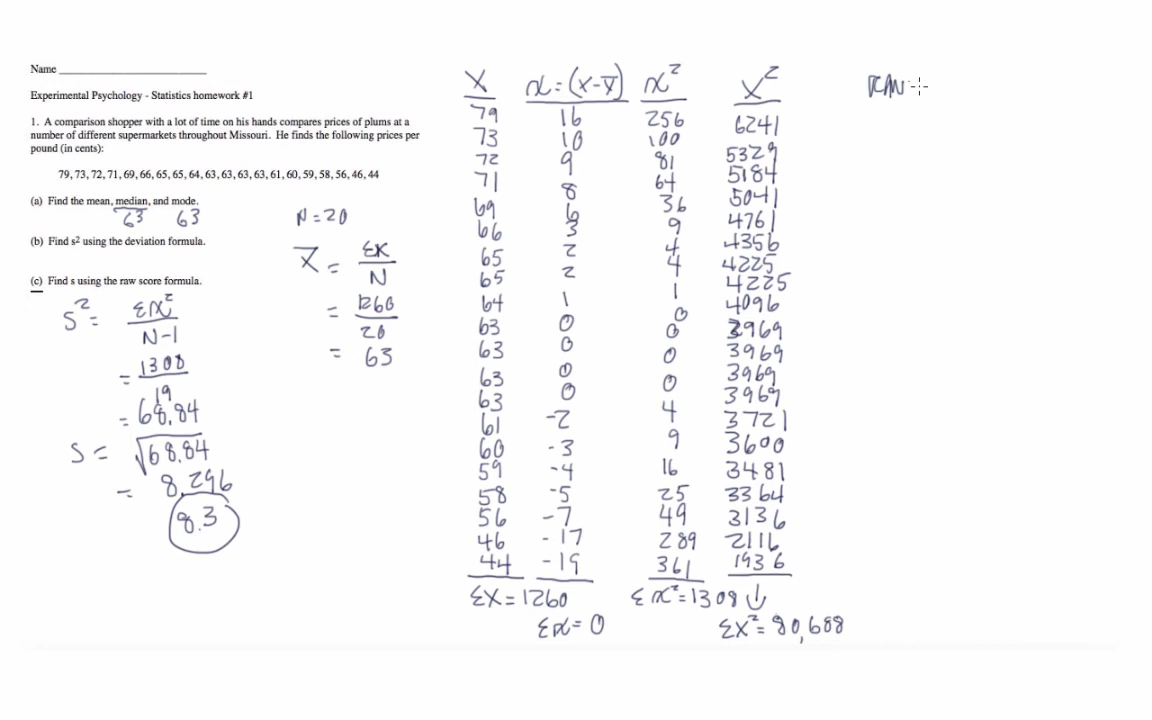 Name
Experimental Psychology - Statistics homework #1
1. A comparison shopper with a lot of time on his hands compares prices of plums at a
number of different supermarkets throughout Missouri. He finds the following prices per
pound (in cents):
79, 73, 72, 71, 69, 66, 65, 65, 64, 63, 63, 63, 63, 61, 60, 59, 58, 56, 46, 44
(a) Find the mean, median, and mode.
63 63
(b) Find s² using the deviation formula.
(c) Find s using the raw score formula.
S² = Σx² / N-1
= 1308 / 19
= 68.84
S = √68.84
= 8.296
8.3
N = 20
X̄ = ΣX / N
= 1260 / 20
= 63
X x = (X-X̄) x² X²
79 16 256 6241
73 10 100 5329
72 9 81 5184
71 8 64 5041
69 6 36 4761
66 3 9 4356
65 2 4 4225
65 2 4 4225
64 1 1 4096
63 0 0 3969
63 0 0 3969
63 0 0 3969
63 0 0 3969
61 -2 4 3721
60 -3 9 3600
59 -4 16 3481
58 -5 25 3364
56 -7 49 3136
46 -17 289 2116
44 -19 361 1936
ΣX = 1260 Σx² = 1308
Σx = 0 ΣX² = 80,688